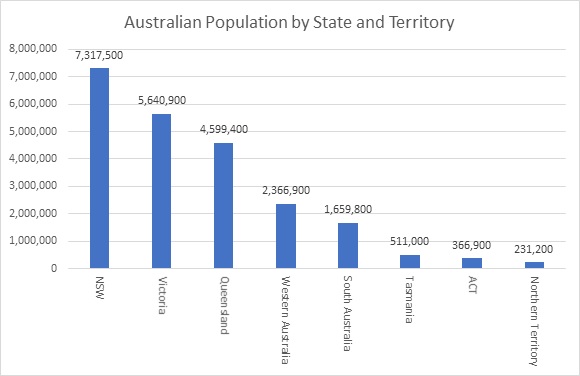 Australian Population by State and Territory
8,000,000
7,000,000
6,000,000
5,000,000
4,000,000
3,000,000
2,000,000
1,000,000
0
7,317,500
5,640,900
4,599,400
2,366,900
1,659,800
511,000
366,900
231,200
NSW
Victoria
Queensland
Western Australia
South Australia
Tasmania
ACT
Northern Territory